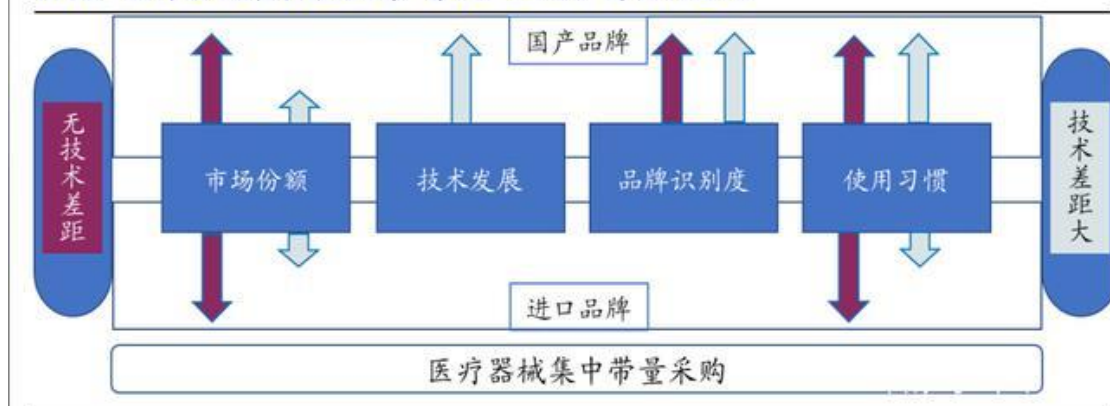 国产品牌
无技术差距
市场份额
技术发展
品牌识别度
使用习惯
技术差距大
进口品牌
医疗器械集中带量采购